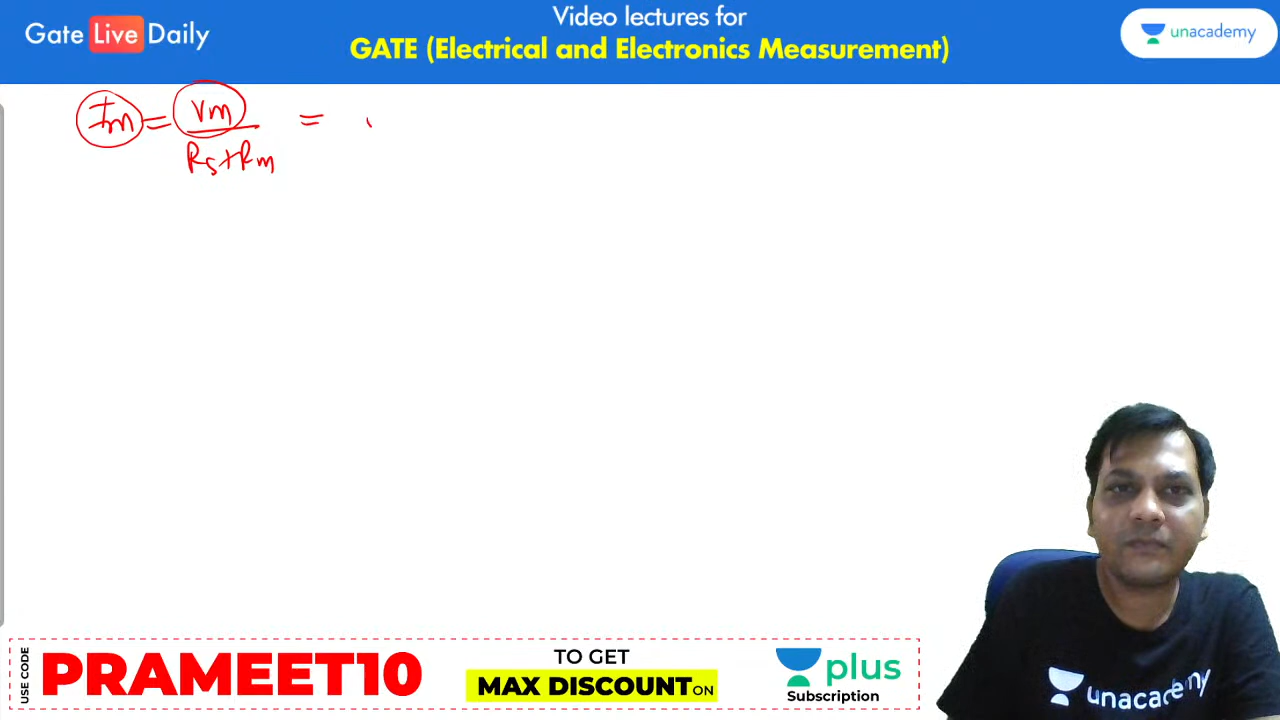 Gate Live Daily
Video lectures for
GATE (Electrical and Electronics Measurement)
unacademy
Im = Vm =
Rs+Rm
unacademy
USE CODE
PRAMEET10
TO GET
MAX DISCOUNT ON
plus
Subscription